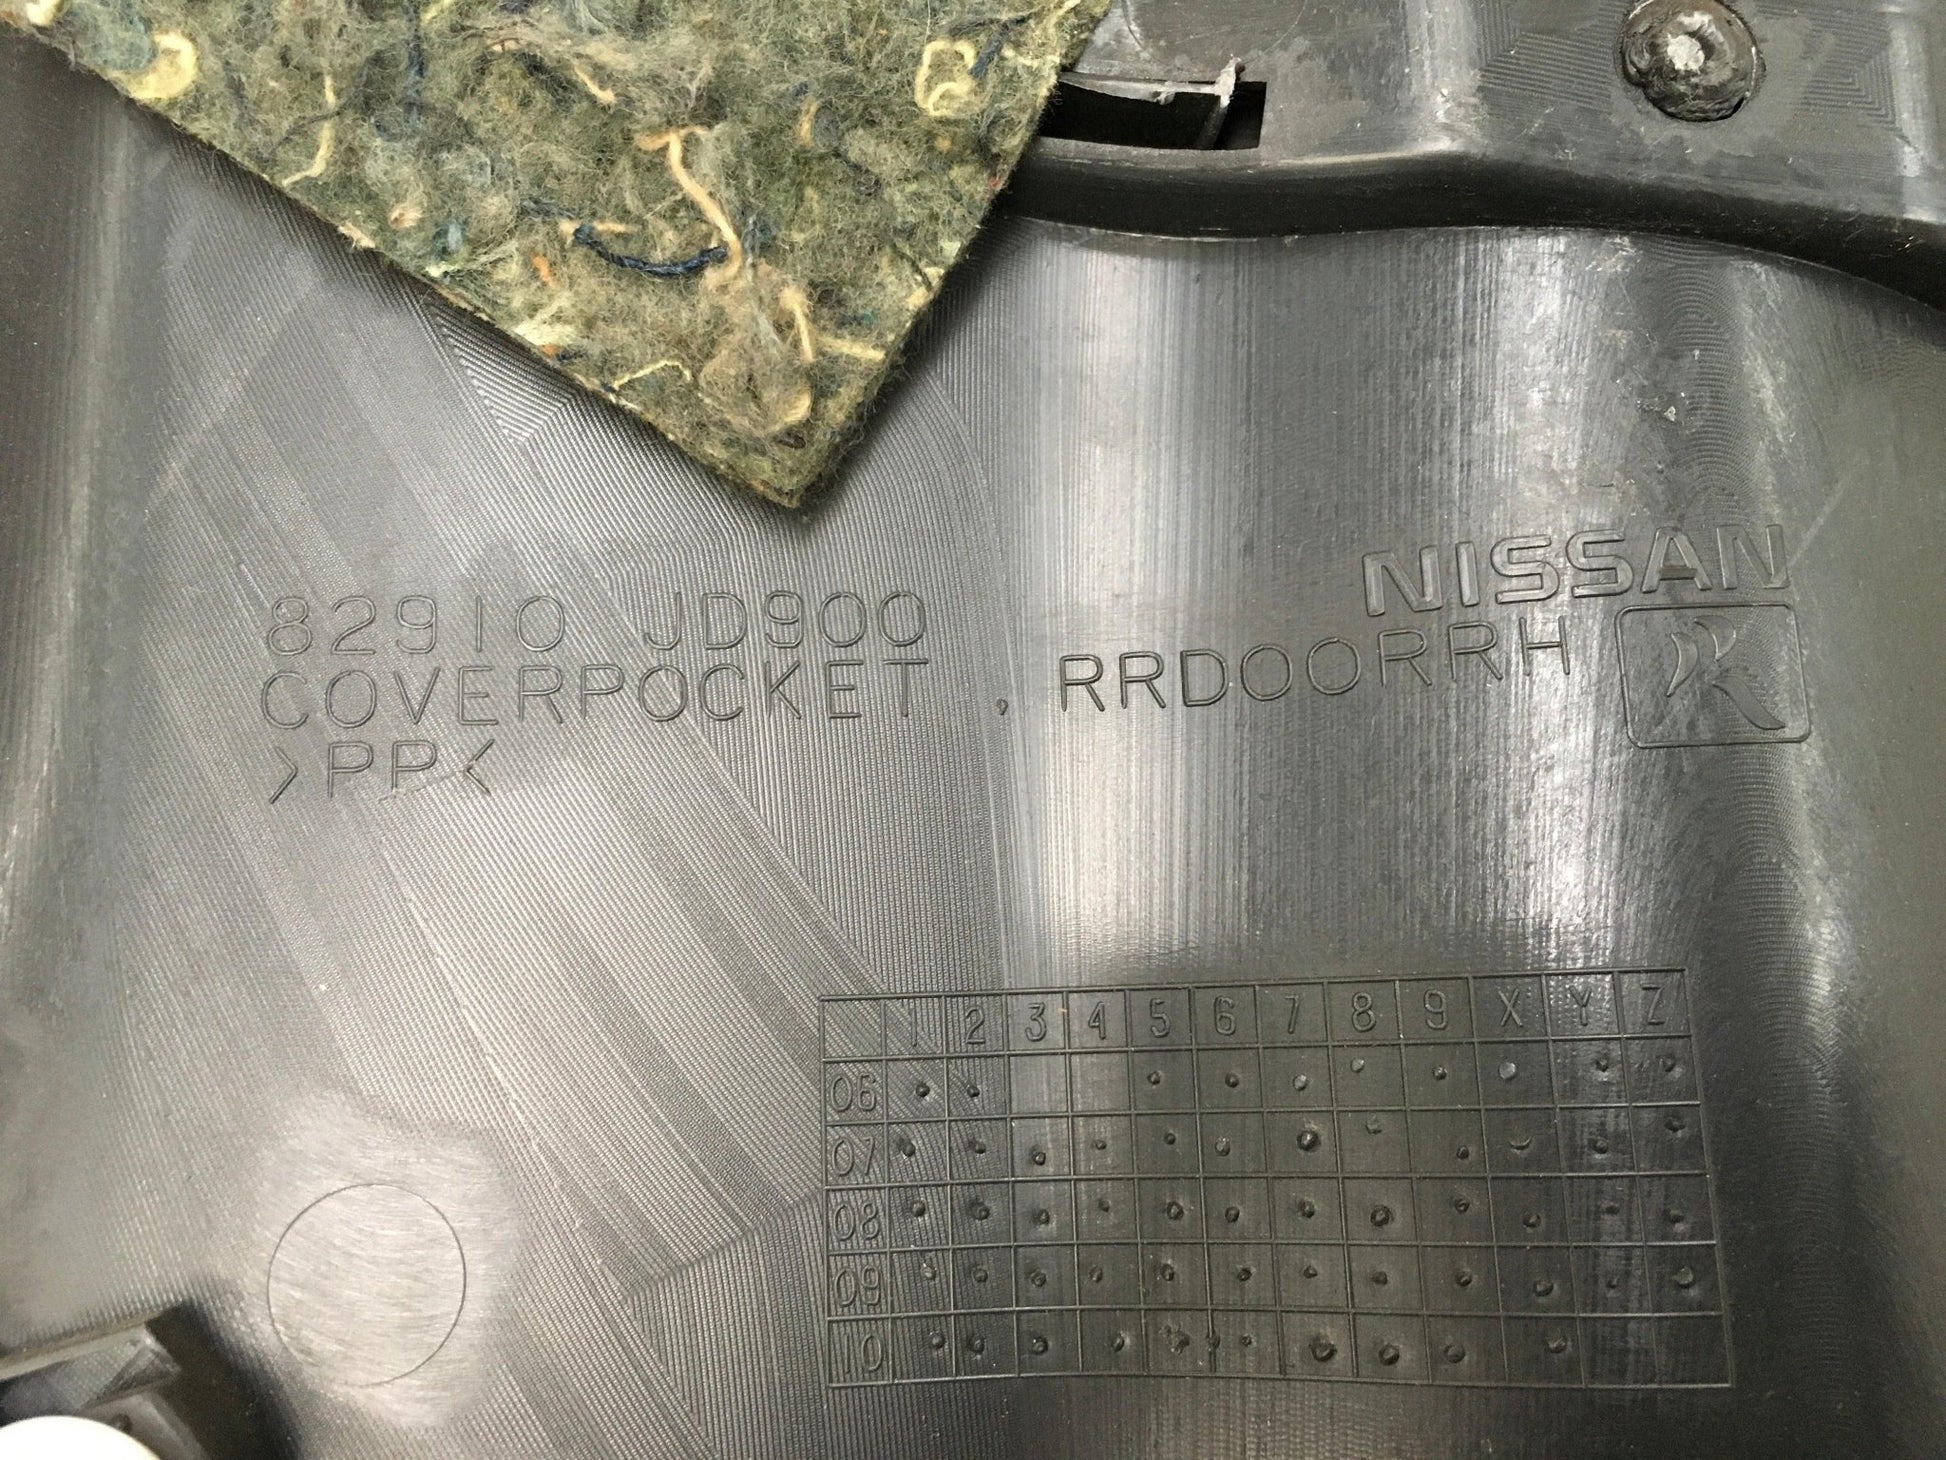 NISSAN
82910 JD900
COVERPOCKET , RRDOORRH
>PP<
1 2 3 4 5 6 7 8 9 X Y Z
06
07
08
09
10